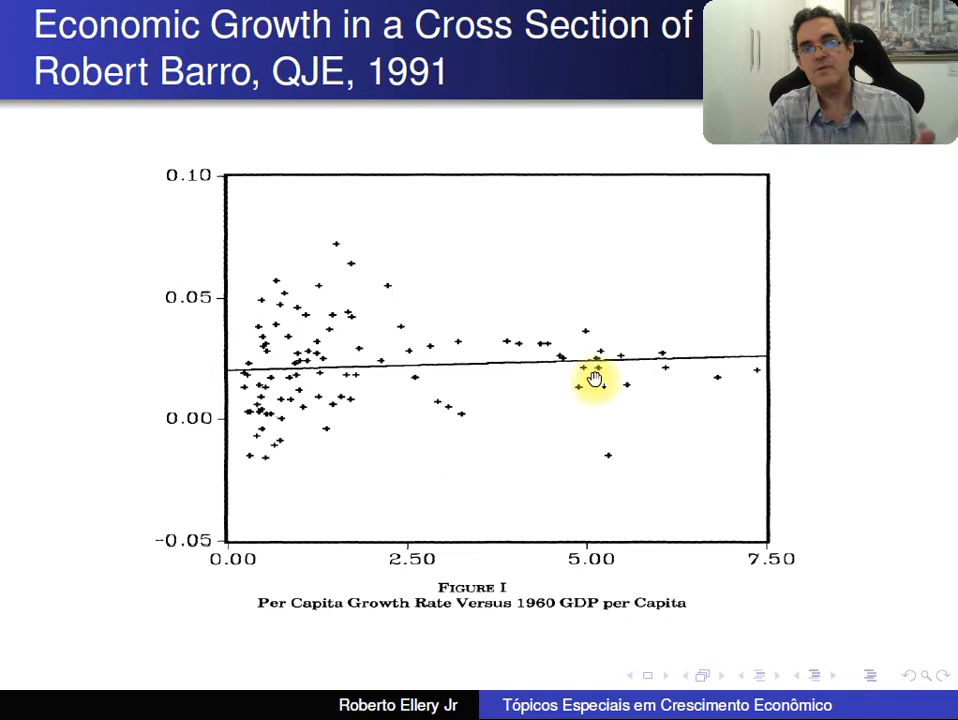 Economic Growth in a Cross Section of
Robert Barro, QJE, 1991
0.10
0.05
0.00
-0.05
0.00 2.50 5.00 7.50
FIGURE I
Per Capita Growth Rate Versus 1960 GDP per Capita
Roberto Ellery Jr Tópicos Especiais em Crescimento Econômico